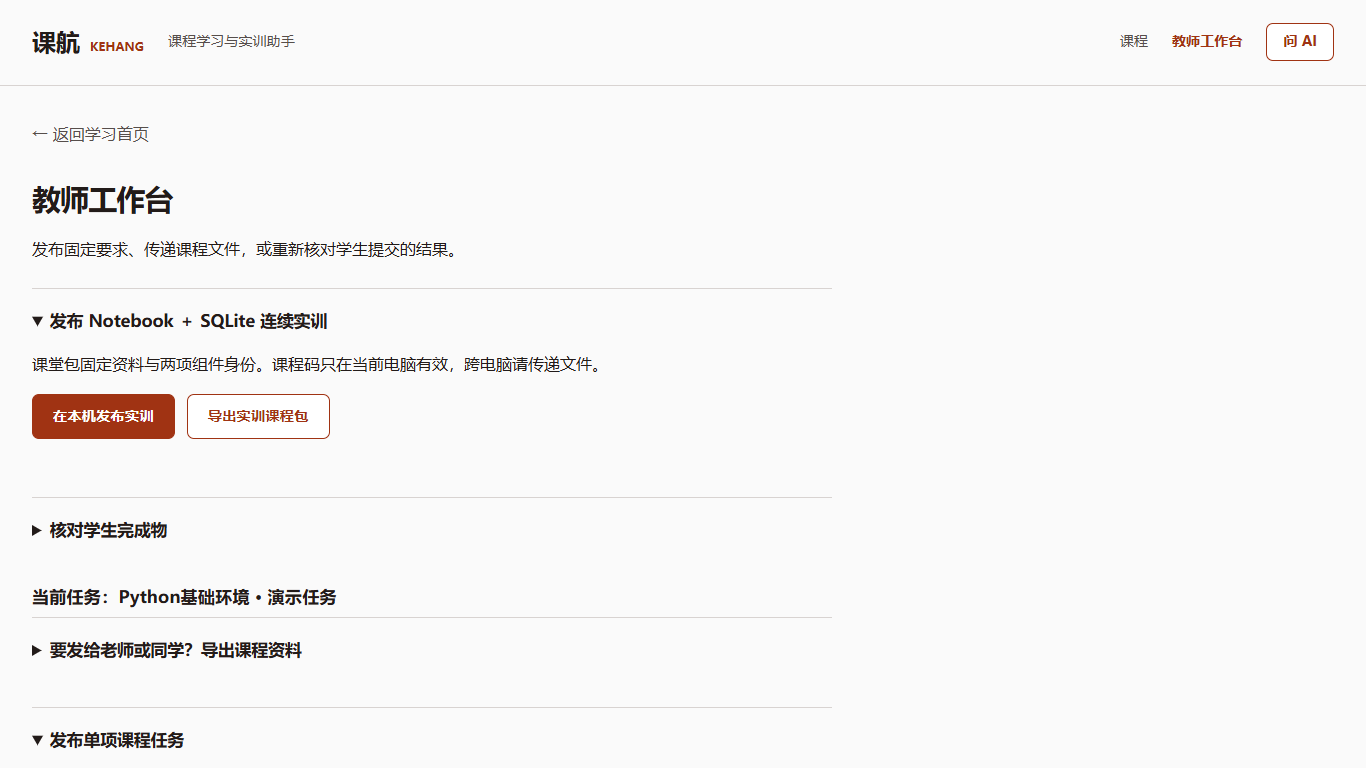 课航 KEHANG 课程学习与实训助手 课程 教师工作台 问 AI
← 返回学习首页
教师工作台
发布固定要求、传递课程文件，或重新核对学生提交的结果。
▼ 发布 Notebook + SQLite 连续实训
课堂包固定资料与两项组件身份。课程码只在当前电脑有效，跨电脑请传递文件。
在本机发布实训 导出实训课程包
▶ 核对学生完成物
当前任务：Python基础环境 · 演示任务
▶ 要发给老师或同学？导出课程资料
▼ 发布单项课程任务